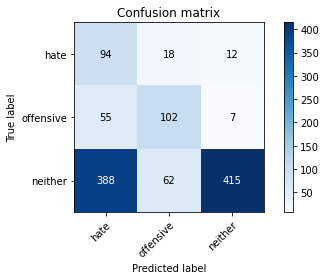 Confusion matrix
hate 94 18 12
offensive 55 102 7
neither 388 62 415
hate offensive neither
True label
Predicted label
400
350
300
250
200
150
100
50